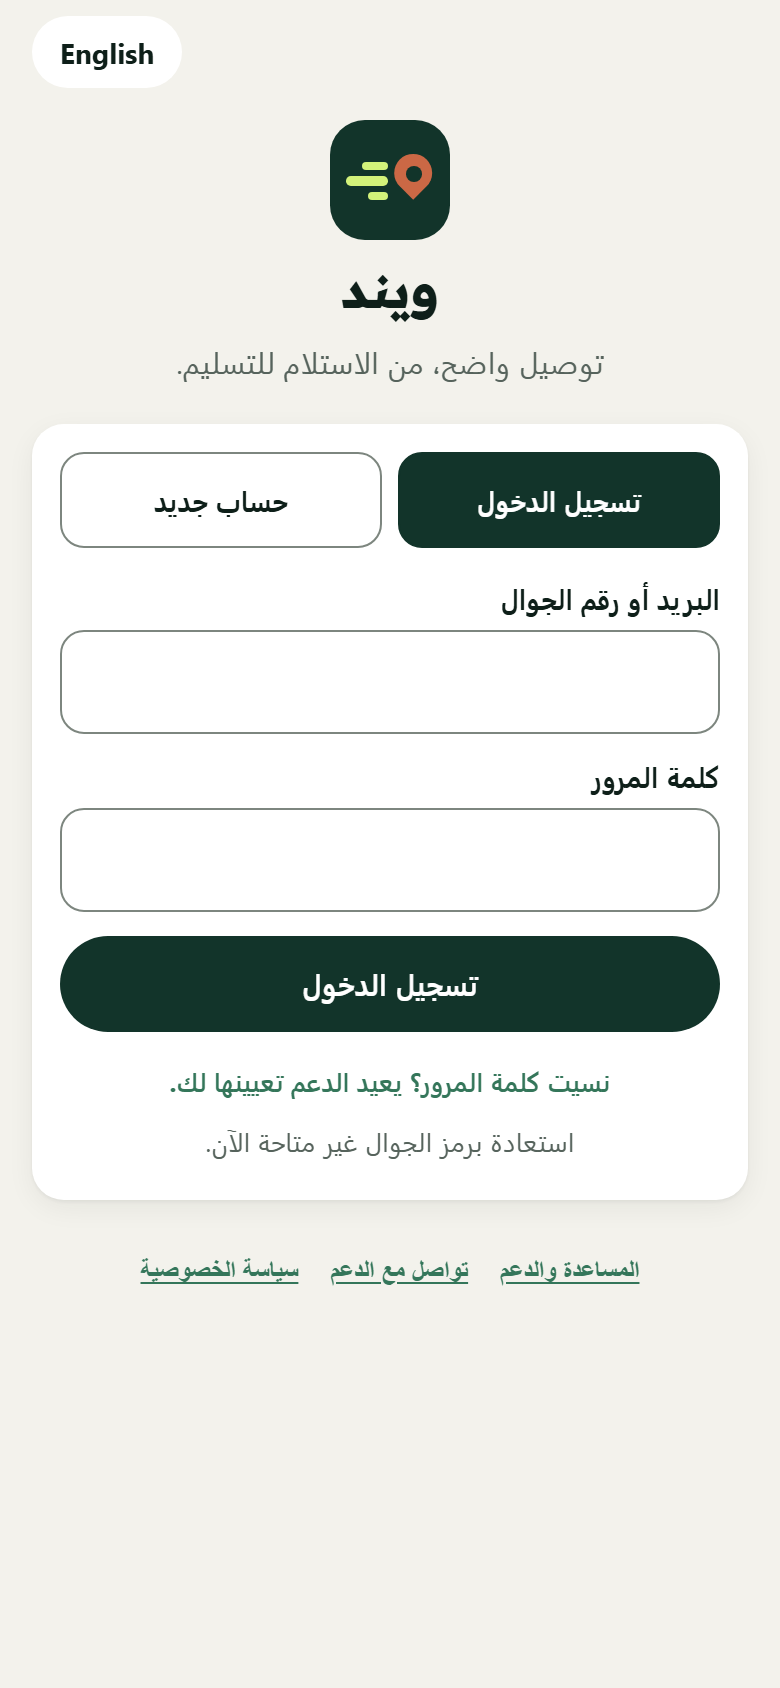 English
ويند
توصيل واضح، من الاستلام للتسليم.
تسجيل الدخول
حساب جديد
البريد أو رقم الجوال
كلمة المرور
تسجيل الدخول
نسيت كلمة المرور؟ يعيد الدعم تعيينها لك.
استعادة برمز الجوال غير متاحة الآن.
المساعدة والدعم
تواصل مع الدعم
سياسة الخصوصية